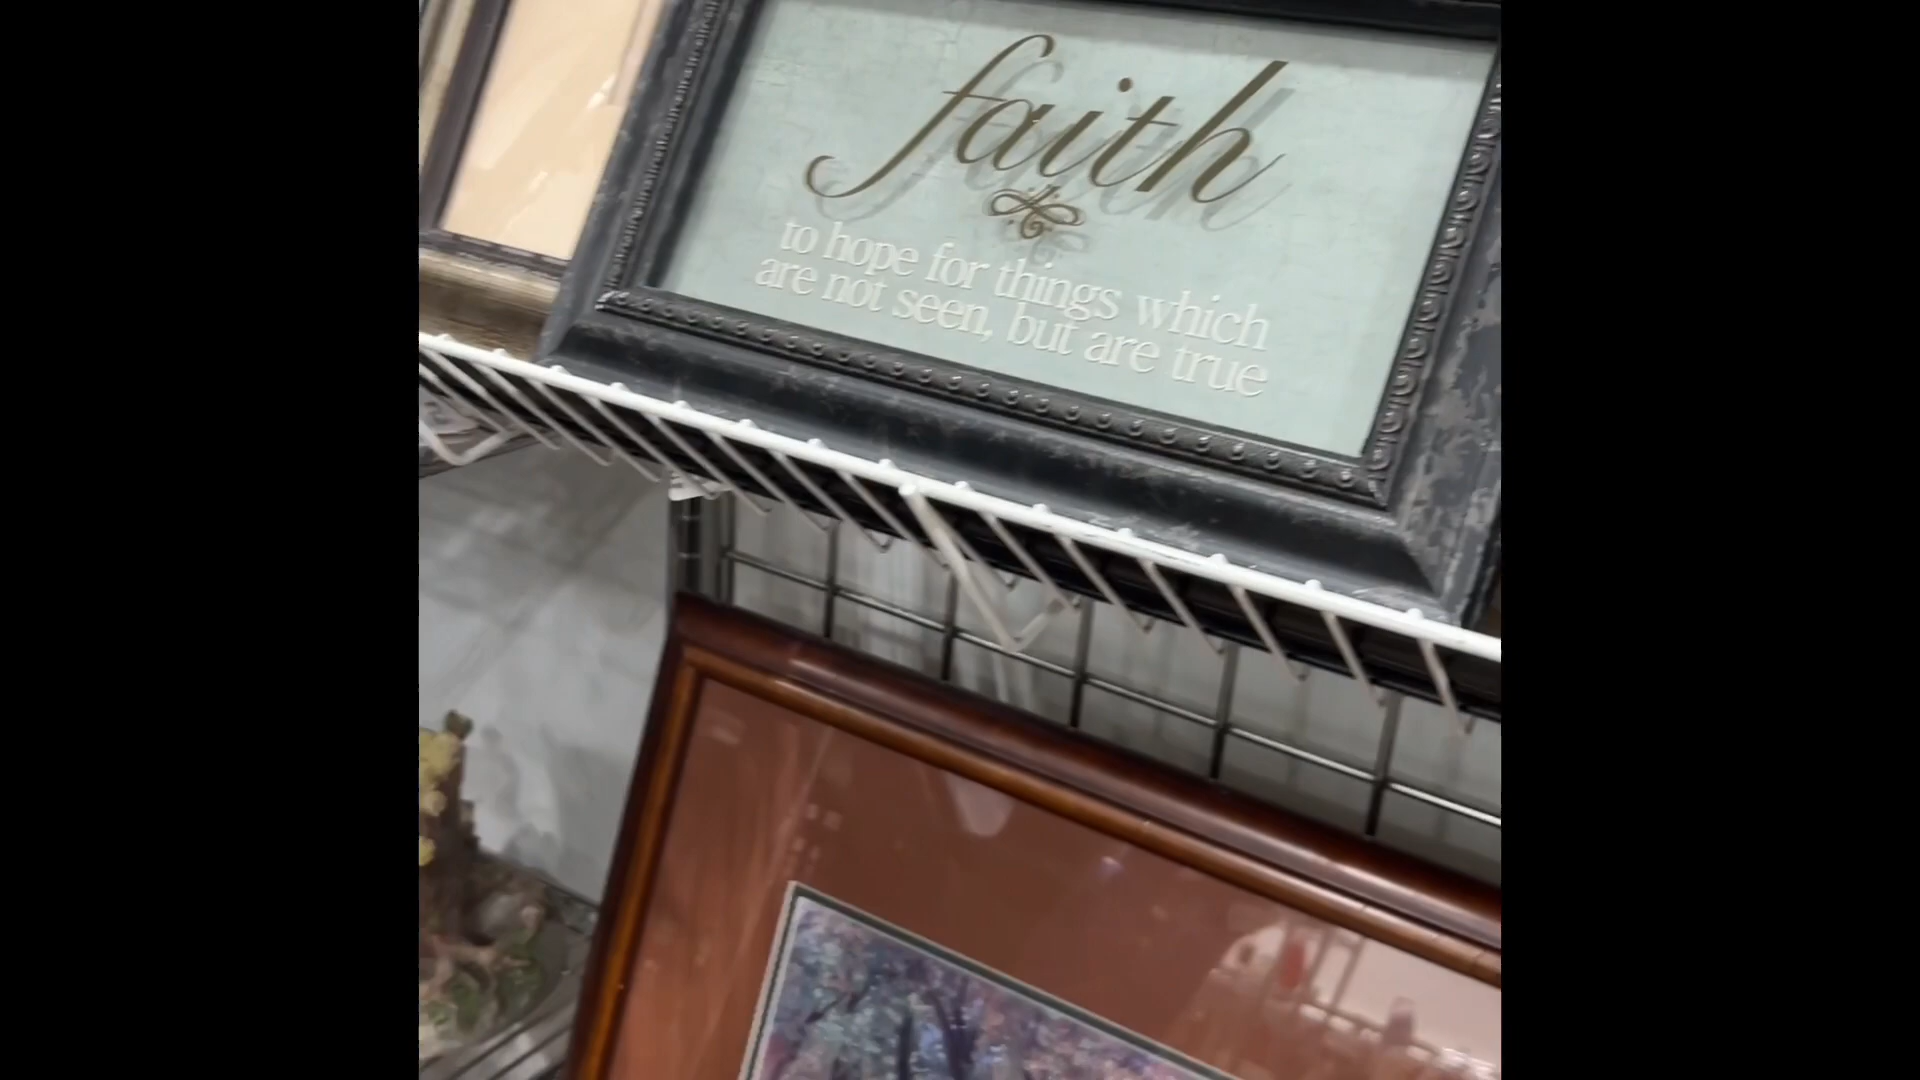 faith
to hope for things which
are not seen, but are true